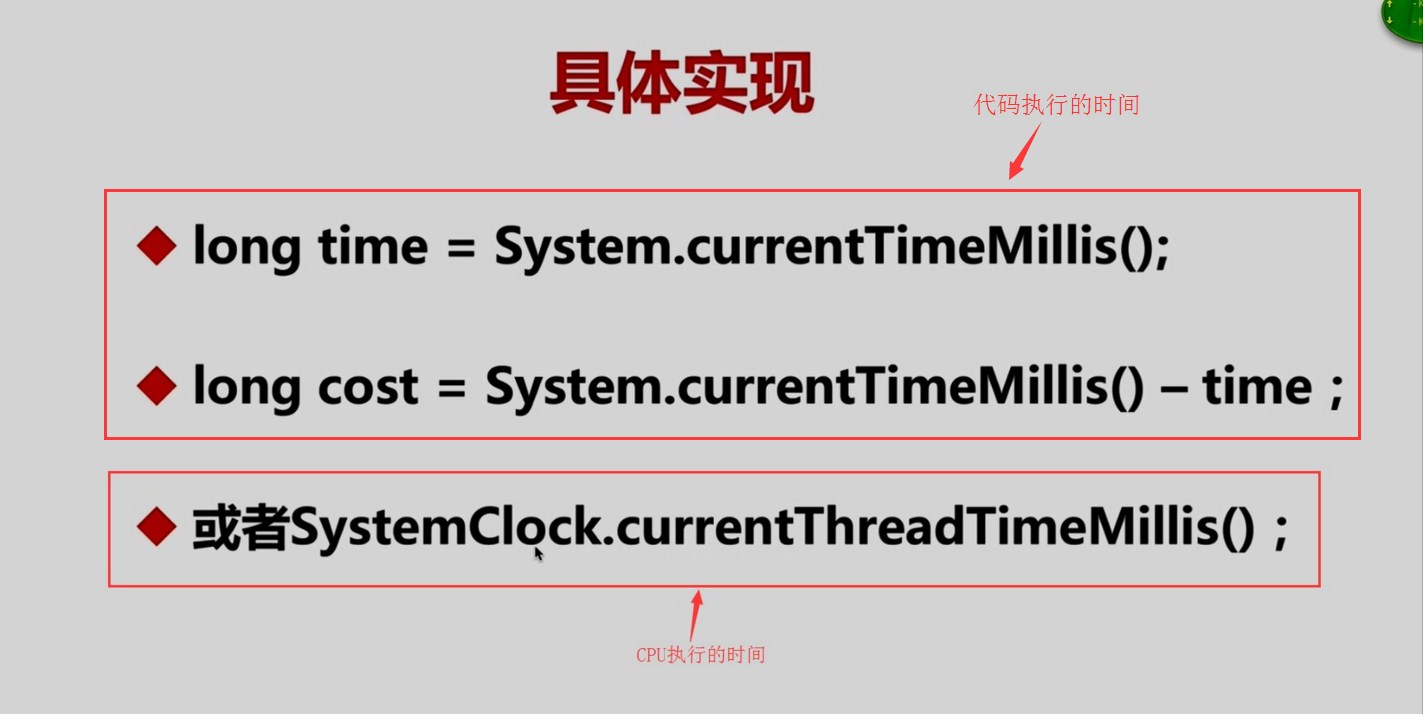 具体实现
代码执行的时间
long time = System.currentTimeMillis();
long cost = System.currentTimeMillis() – time ;
或者SystemClock.currentThreadTimeMillis() ;
CPU执行的时间